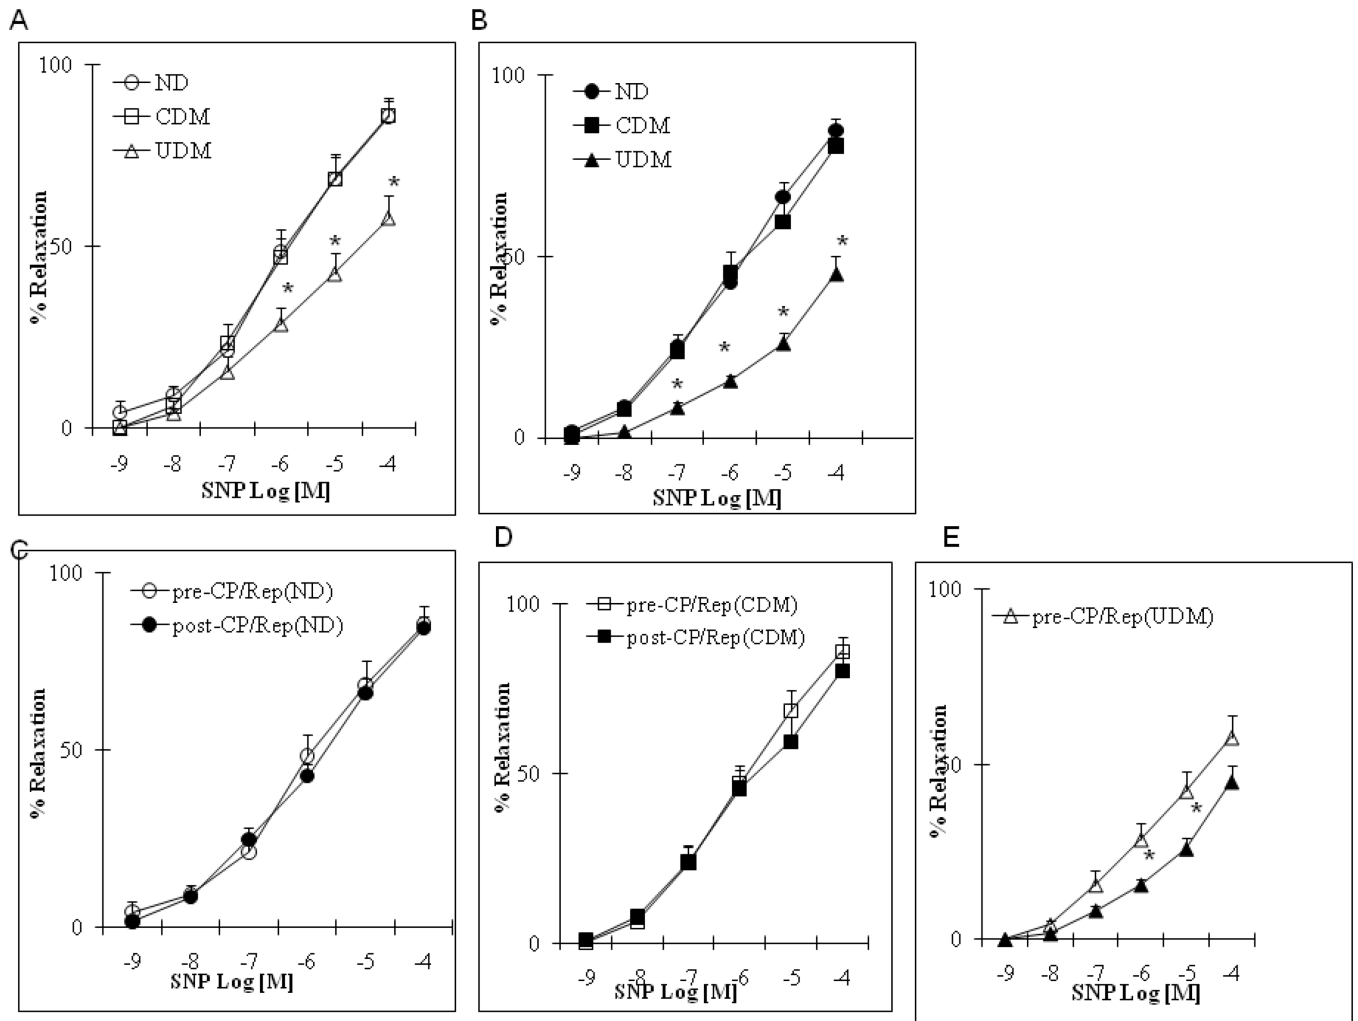 A
B
100
ND
CDM
UDM
*
*
*
50
0
% Relaxation
-9 -8 -7 -6 -5 -4
SNP Log [M]
100
ND
CDM
UDM
*
*
*
*
50
0
% Relaxation
-9 -8 -7 -6 -5 -4
SNP Log [M]
C
D
E
100
pre-CP/Rep(ND)
post-CP/Rep(ND)
50
0
% Relaxation
-9 -8 -7 -6 -5 -4
SNP Log [M]
100
pre-CP/Rep(CDM)
post-CP/Rep(CDM)
50
0
% Relaxation
-9 -8 -7 -6 -5 -4
SNP Log [M]
100
pre-CP/Rep(UDM)
50
*
*
0
% Relaxation
-9 -8 -7 -6 -5 -4
SNP Log [M]